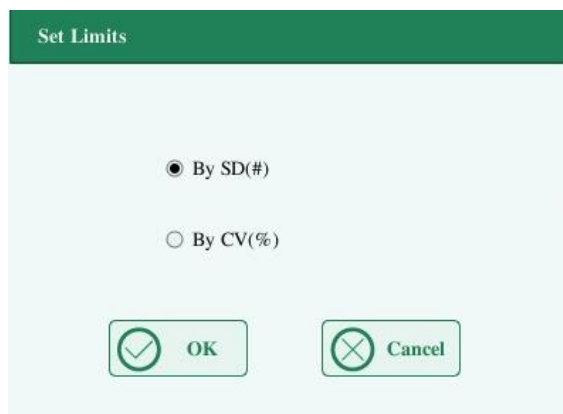 Set Limits
By SD(#)
By CV(%)
OK
Cancel